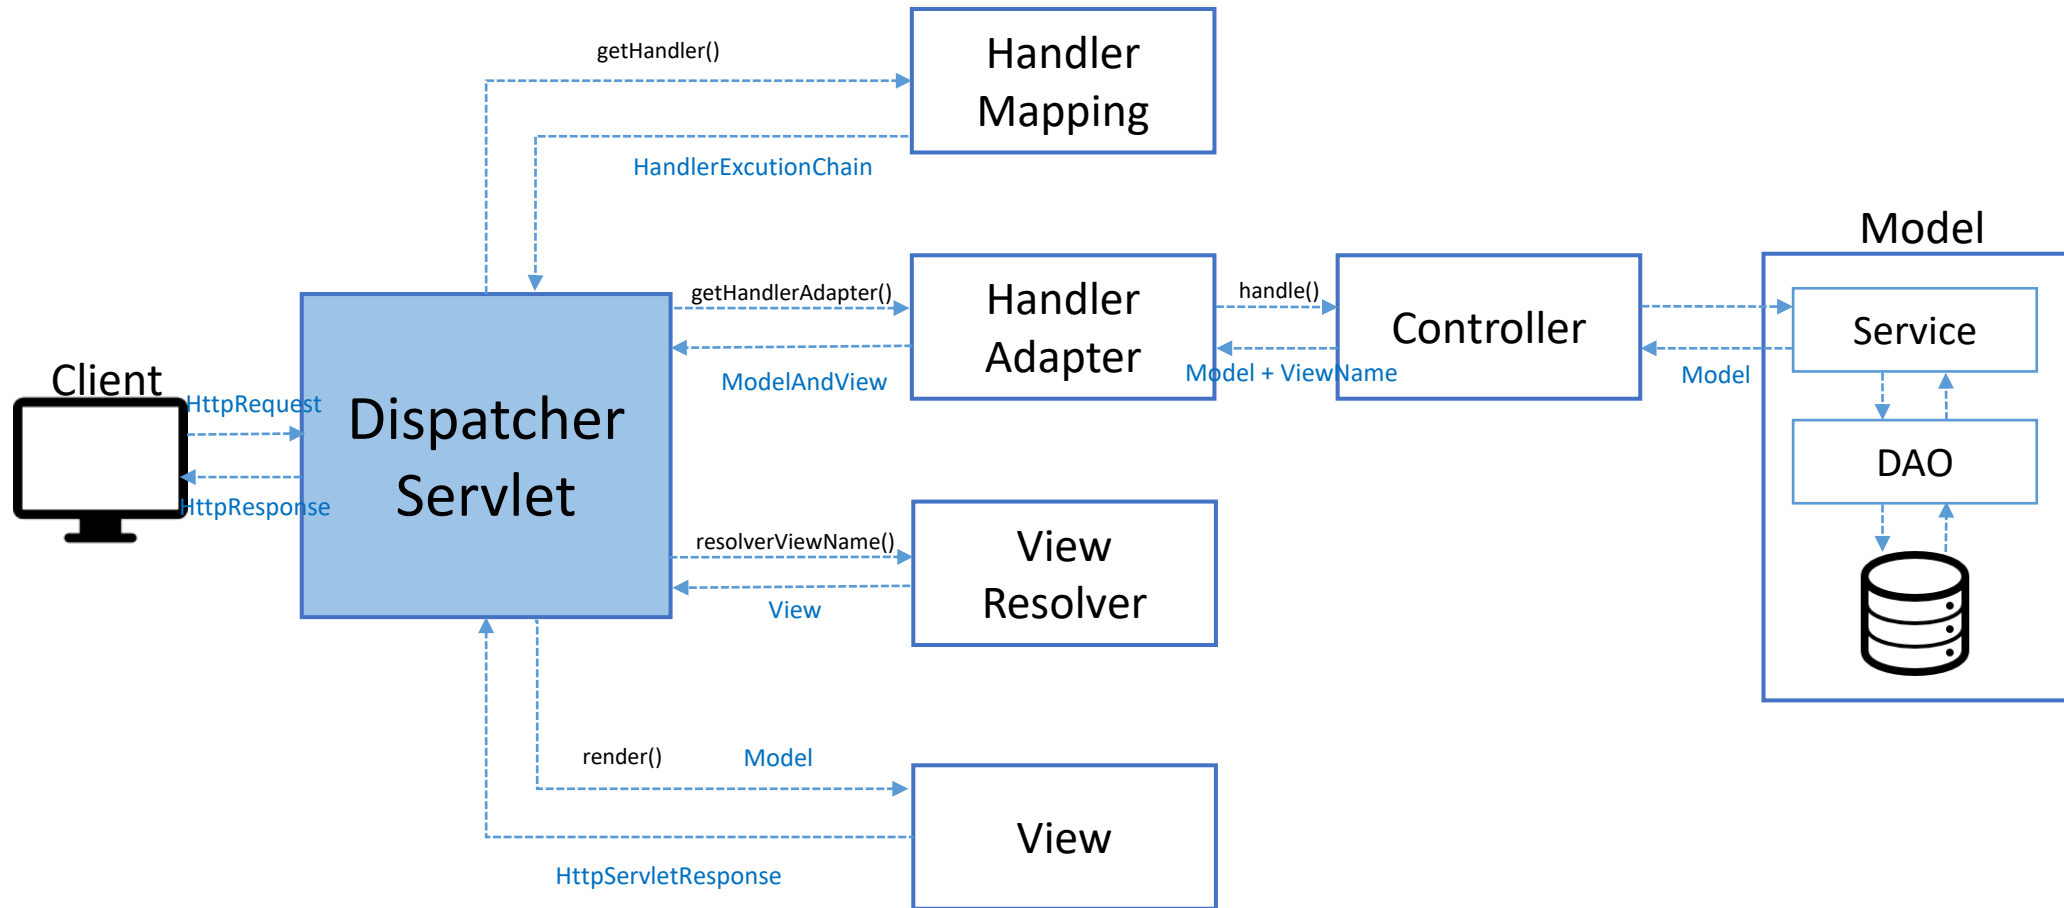 getHandler()
Handler
Mapping
HandlerExcutionChain
Model
getHandlerAdapter()
Handler
Adapter
handle()
Controller
Service
ModelAndView
Model + ViewName
Model
Client
HttpRequest
Dispatcher
Servlet
HttpResponse
DAO
resolverViewName()
View
Resolver
View
render()
Model
View
HttpServletResponse